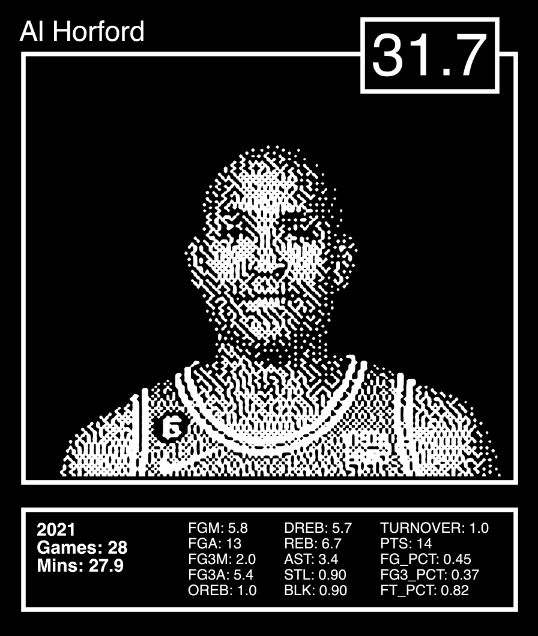 Al Horford
31.7
6
2021
Games: 28
Mins: 27.9
FGM: 5.8
FGA: 13
FG3M: 2.0
FG3A: 5.4
OREB: 1.0
DREB: 5.7
REB: 6.7
AST: 3.4
STL: 0.90
BLK: 0.90
TURNOVER: 1.0
PTS: 14
FG_PCT: 0.45
FG3_PCT: 0.37
FT_PCT: 0.82